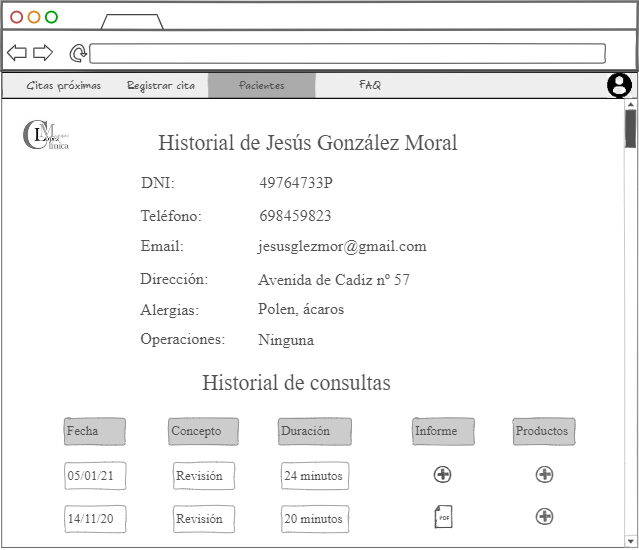 Citas próximas Registrar cita Pacientes FAQ
CM
López
Clínica
Historial de Jesús González Moral
DNI: 49764733P
Teléfono: 698459823
Email: jesusglezmor@gmail.com
Dirección: Avenida de Cadiz nº 57
Alergias: Polen, ácaros
Operaciones: Ninguna
Historial de consultas
Fecha Concepto Duración Informe Productos
05/01/21 Revisión 24 minutos
14/11/20 Revisión 20 minutos PDF